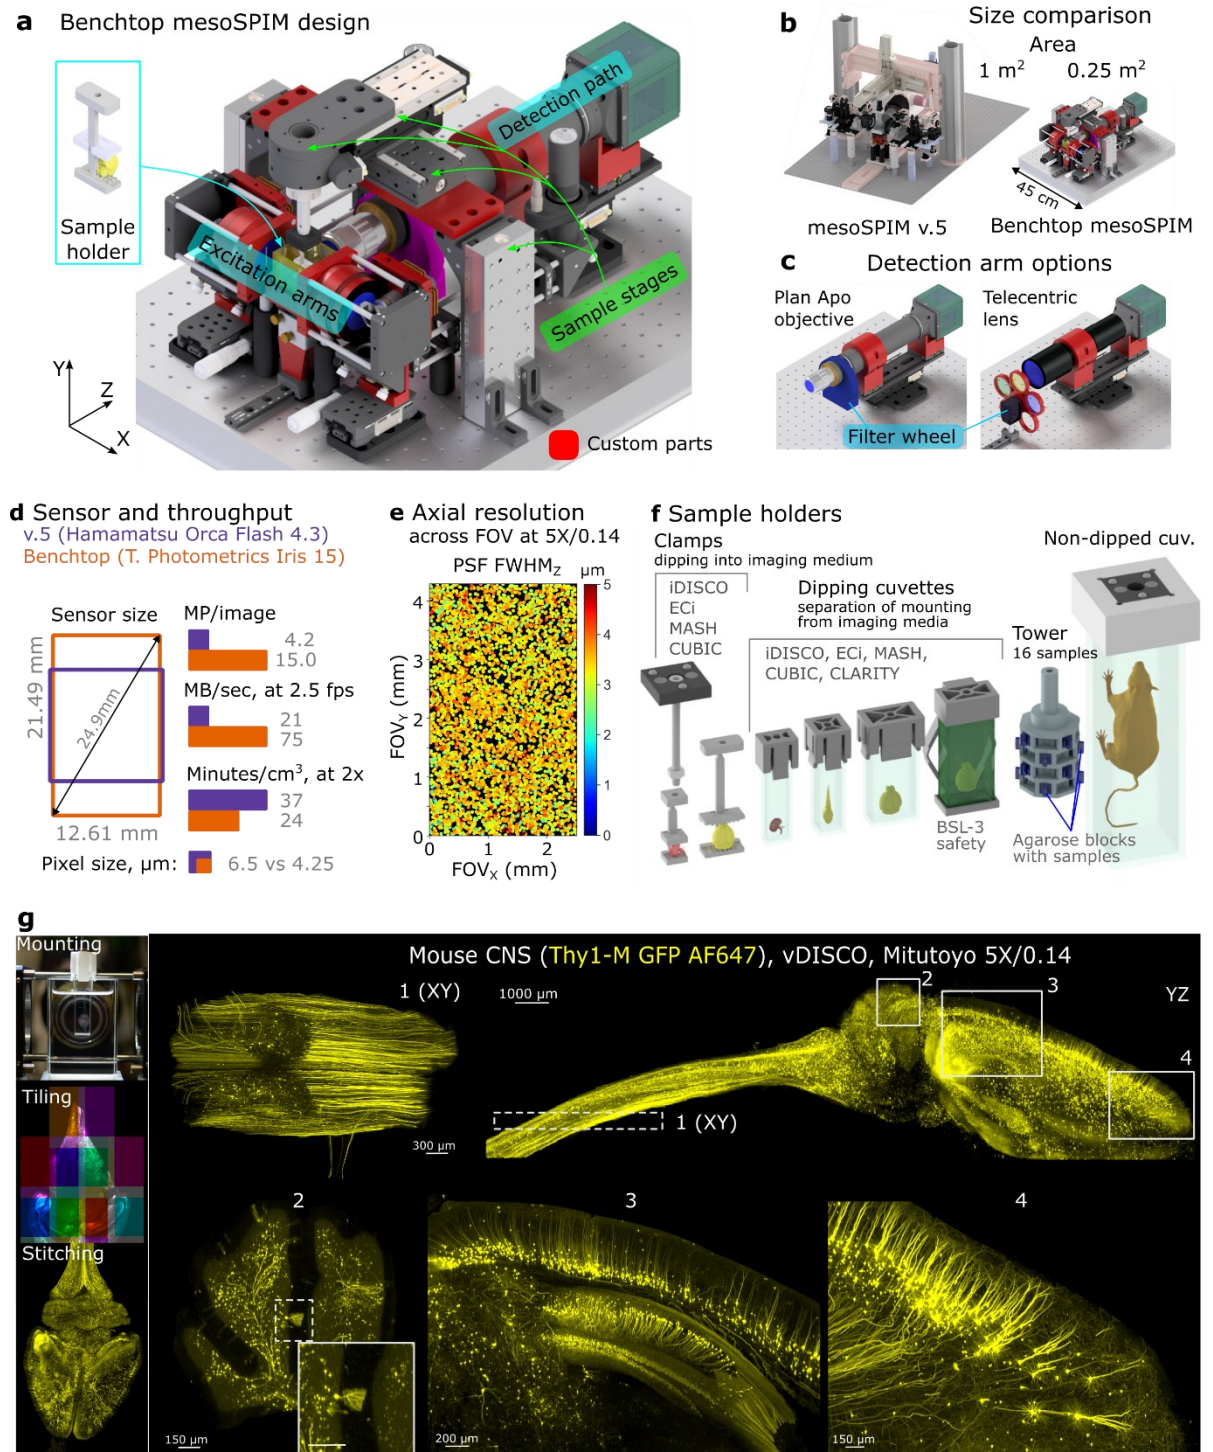 a Benchtop mesoSPIM design
Sample
holder
Detection path
Excitation arms
Sample stages
Y
Z
X
Custom parts
b Size comparison
Area
1 m²
0.25 m²
45 cm
mesoSPIM v.5
Benchtop mesoSPIM
c Detection arm options
Plan Apo
objective
Telecentric
lens
Filter wheel
d Sensor and throughput
v.5 (Hamamatsu Orca Flash 4.3)
Benchtop (T. Photometrics Iris 15)
Sensor size
21.49 mm
24.9mm
12.61 mm
MP/image
4.2
15.0
MB/sec, at 2.5 fps
21
75
Minutes/cm³, at 2x
37
24
Pixel size, µm:
6.5 vs 4.25
e Axial resolution
across FOV at 5X/0.14
PSF FWHM_Z
µm
5
4
3
2
1
0
FOV_Y (mm)
4
3
2
1
0
0
1
2
FOV_X (mm)
f Sample holders
Clamps
dipping into imaging medium
iDISCO
ECi
MASH
CUBIC
Dipping cuvettes
separation of mounting
from imaging media
iDISCO, ECi, MASH,
CUBIC, CLARITY
BSL-3
safety
Tower
16 samples
Agarose blocks
with samples
Non-dipped cuv.
g
Mounting
Tiling
Stitching
Mouse CNS (Thy1-M GFP AF647), vDISCO, Mitutoyo 5X/0.14
1 (XY)
300 µm
1000 µm
2
3
YZ
4
1 (XY)
2
150 µm
3
200 µm
4
150 µm